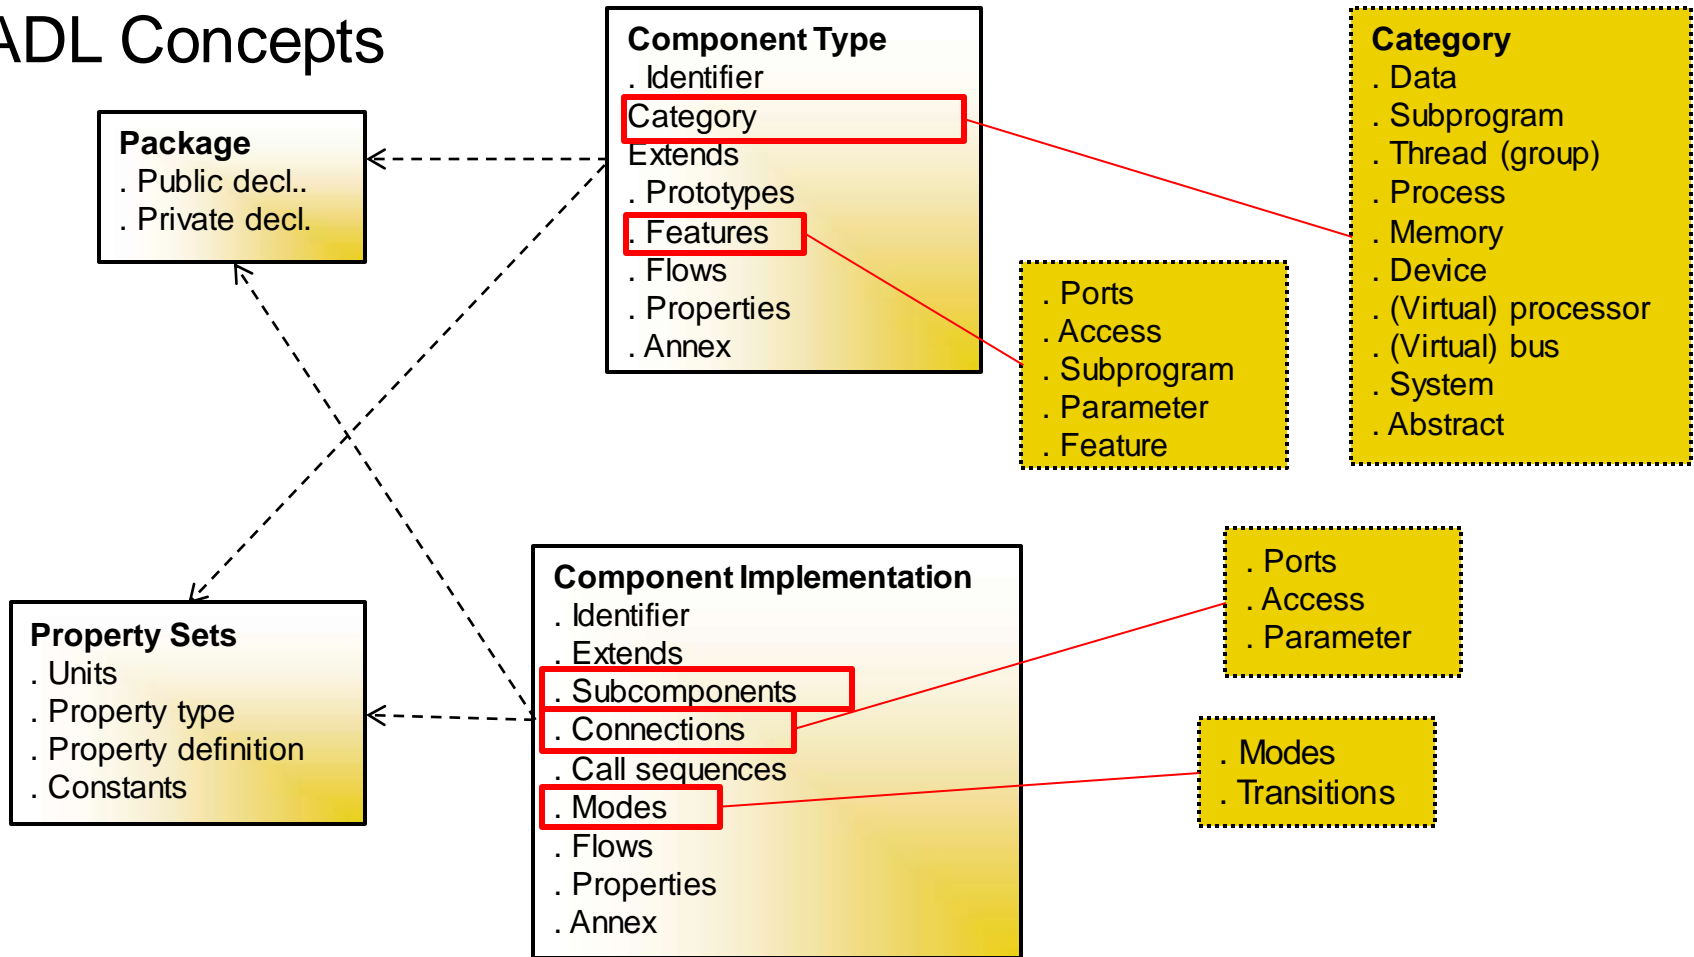 ADL Concepts
Package
. Public decl..
. Private decl.
Component Type
. Identifier
Category
Extends
. Prototypes
. Features
. Flows
. Properties
. Annex
Category
. Data
. Subprogram
. Thread (group)
. Process
. Memory
. Device
. (Virtual) processor
. (Virtual) bus
. System
. Abstract
. Ports
. Access
. Subprogram
. Parameter
. Feature
Property Sets
. Units
. Property type
. Property definition
. Constants
Component Implementation
. Identifier
. Extends
. Subcomponents
. Connections
. Call sequences
. Modes
. Flows
. Properties
. Annex
. Ports
. Access
. Parameter
. Modes
. Transitions